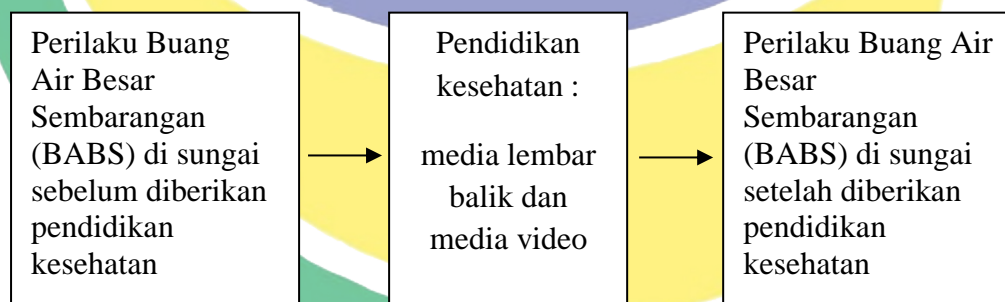 Perilaku Buang
Air Besar
Sembarangan
(BABS) di sungai
sebelum diberikan
pendidikan
kesehatan
Pendidikan
kesehatan :
media lembar
balik dan
media video
Perilaku Buang Air
Besar
Sembarangan
(BABS) di sungai
setelah diberikan
pendidikan
kesehatan